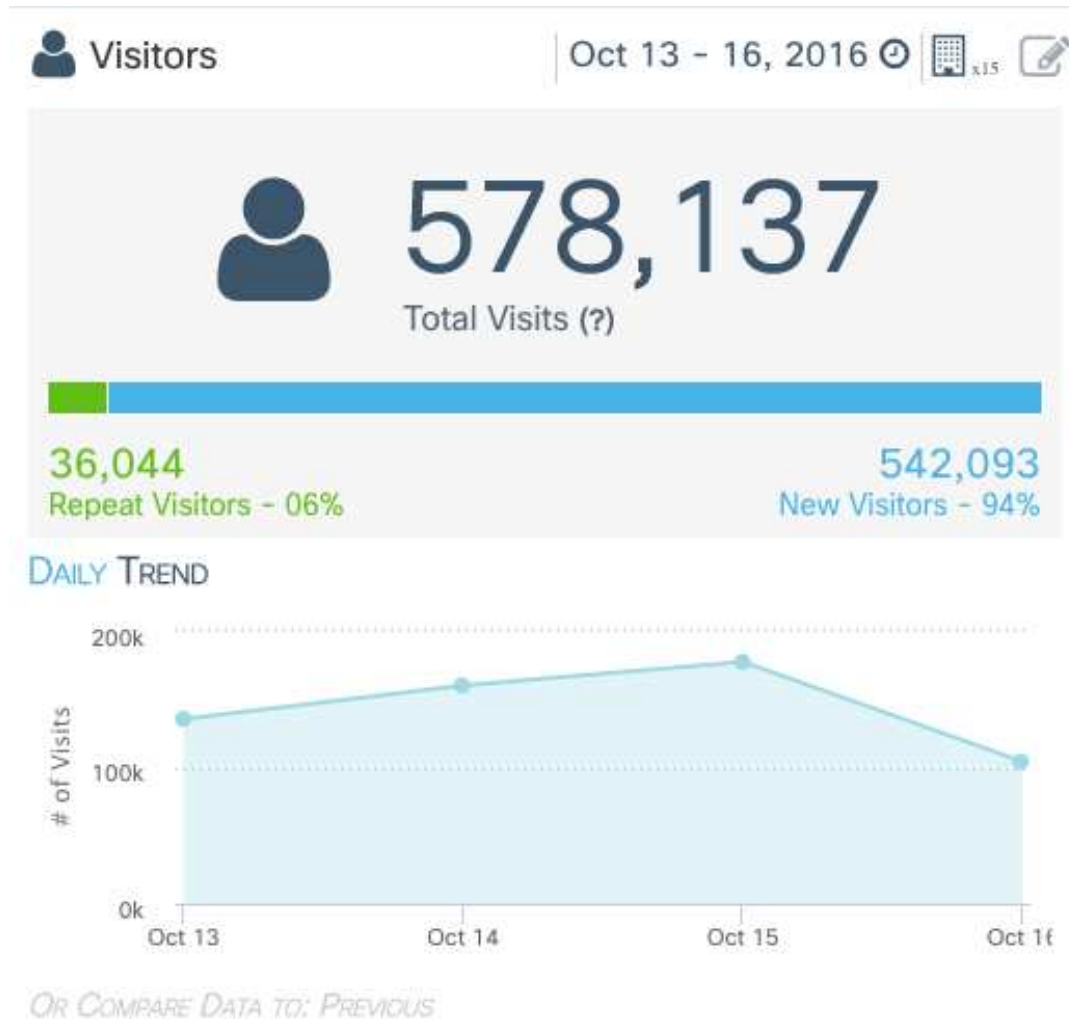 Visitors
Oct 13 - 16, 2016
x15
578,137
Total Visits (?)
36,044
542,093
Repeat Visitors - 06%
New Visitors - 94%
DAILY TREND
200k
100k
0k
# of Visits
Oct 13
Oct 14
Oct 15
Oct 16
OR COMPARE DATA TO: PREVIOUS